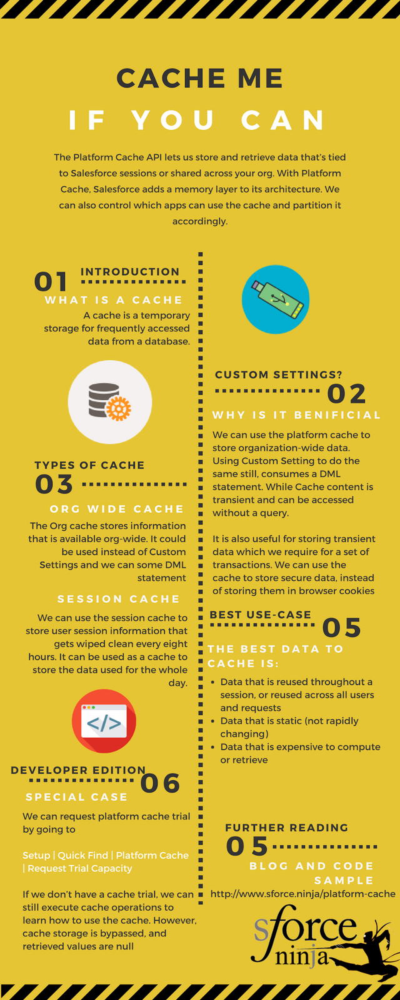 CACHE ME
IF YOU CAN
The Platform Cache API lets us store and retrieve data that's tied
to Salesforce sessions or shared across your org. With Platform
Cache, Salesforce adds a memory layer to its architecture. We
can also control which apps can use the cache and partition it
accordingly.
01 INTRODUCTION
WHAT IS A CACHE
A cache is a temporary
storage for frequently accessed
data from a database.
CUSTOM SETTINGS?
02
WHY IS IT BENIFICIAL
We can use the platform cache to
store organization-wide data.
Using Custom Setting to do the
same still, consumes a DML
statement. While Cache content is
transient and can be accessed
without a query.
It is also useful for storing transient
data which we require for a set of
transactions. We can use the
cache to store secure data, instead
of storing them in browser cookies
TYPES OF CACHE
03
ORG WIDE CACHE
The Org cache stores information
that is available org-wide. It could
be used instead of Custom
Settings and we can some DML
statement
SESSION CACHE
We can use the session cache to
store user session information that
gets wiped clean every eight
hours. It can be used as a cache to
store the data used for the whole
day.
BEST USE-CASE
05
THE BEST DATA TO
CACHE IS:
• Data that is reused throughout a
session, or reused across all users
and requests
• Data that is static (not rapidly
changing)
• Data that is expensive to compute
or retrieve
</>
DEVELOPER EDITION
06
SPECIAL CASE
We can request platform cache trial
by going to
Setup | Quick Find | Platform Cache
| Request Trial Capacity
If we don't have a cache trial, we can
still execute cache operations to
learn how to use the cache. However,
cache storage is bypassed, and
retrieved values are null
FURTHER READING
05
BLOG AND CODE
SAMPLE
http://www.sforce.ninja/platform-cache
sforce
ninja